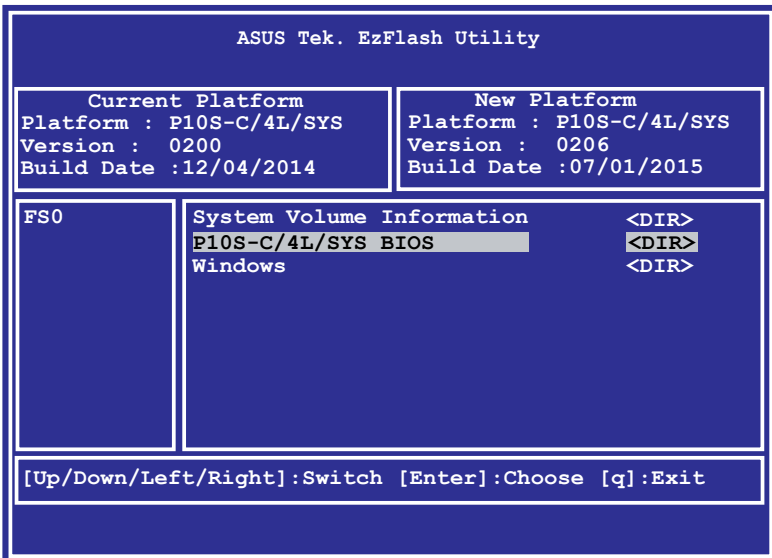 ASUS Tek. EzFlash Utility
Current Platform
Platform : P10S-C/4L/SYS
Version : 0200
Build Date :12/04/2014
New Platform
Platform : P10S-C/4L/SYS
Version : 0206
Build Date :07/01/2015
FS0
System Volume Information <DIR>
P10S-C/4L/SYS BIOS <DIR>
Windows <DIR>
[Up/Down/Left/Right]:Switch [Enter]:Choose [q]:Exit